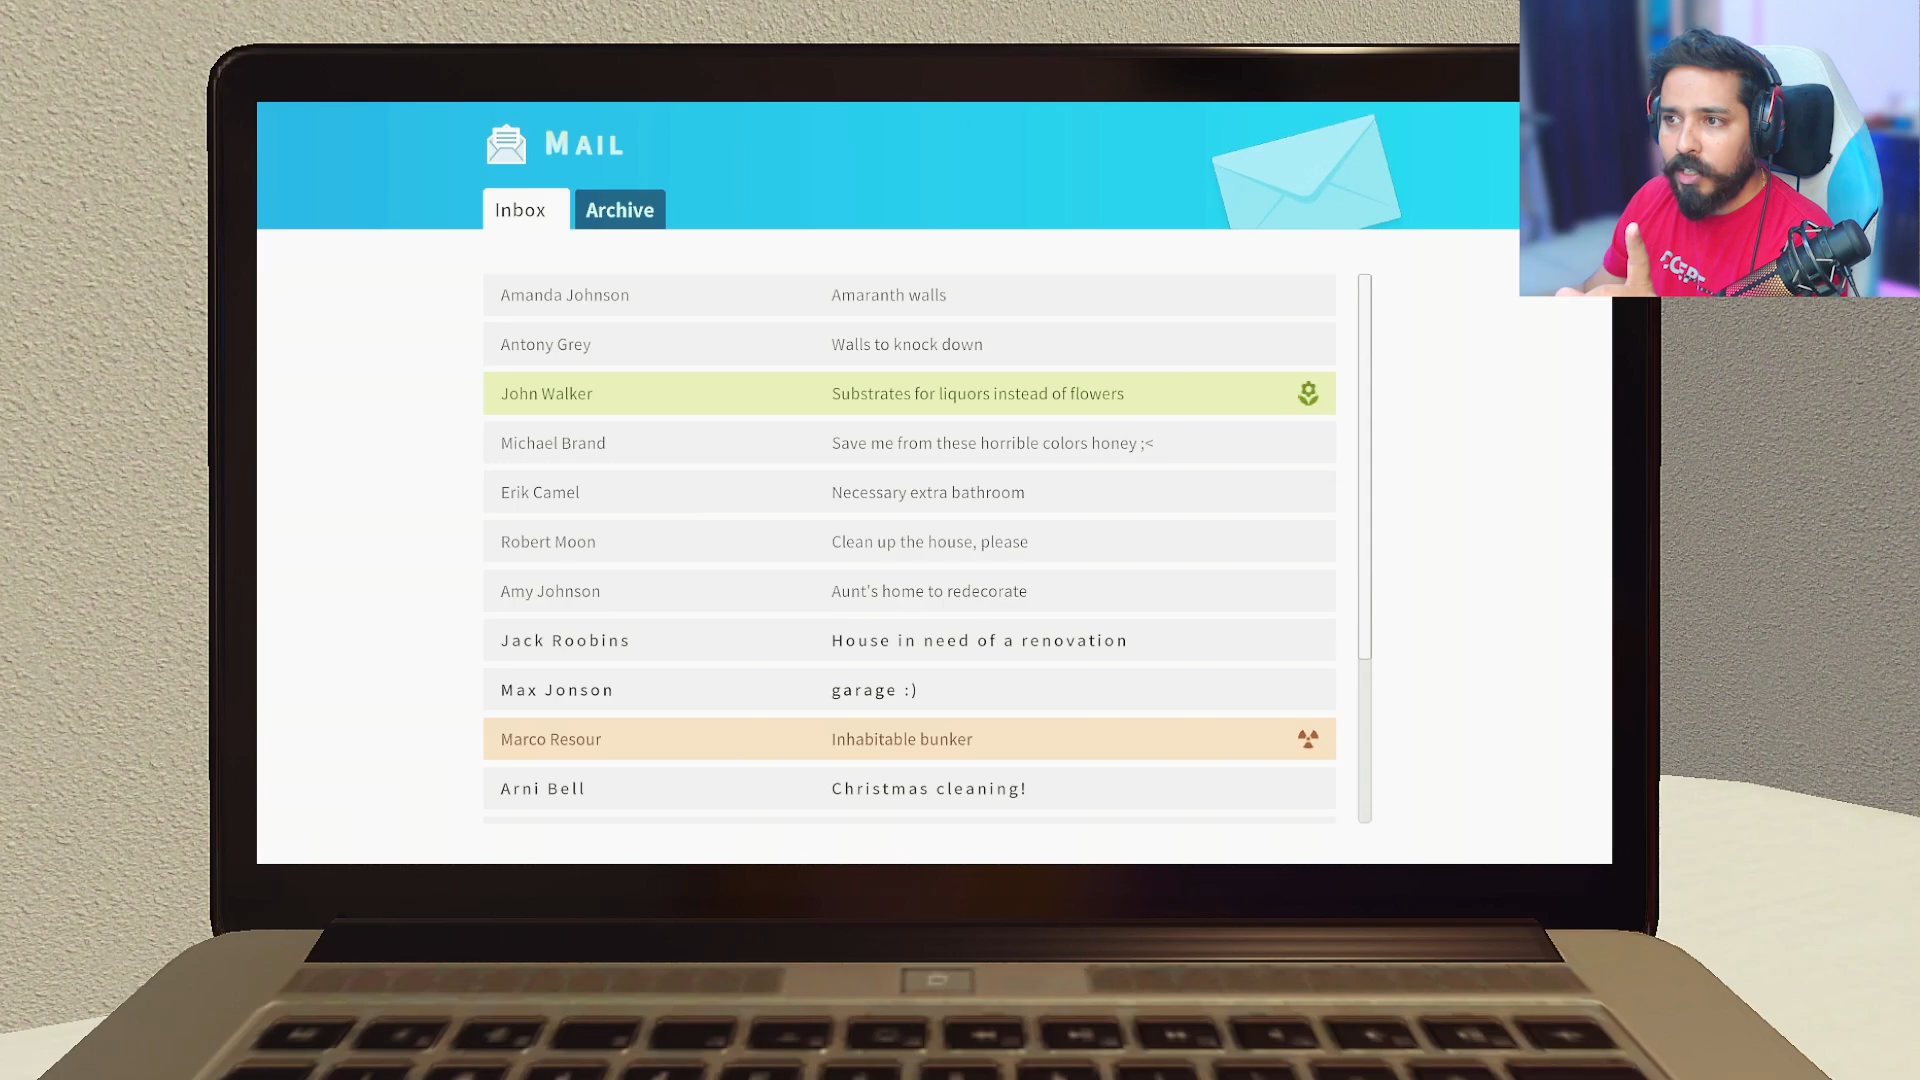 Mail
Inbox Archive
Amanda Johnson Amaranth walls
Antony Grey Walls to knock down
John Walker Substrates for liquors instead of flowers
Michael Brand Save me from these horrible colors honey ;<
Erik Camel Necessary extra bathroom
Robert Moon Clean up the house, please
Amy Johnson Aunt's home to redecorate
Jack Roobins House in need of a renovation
Max Jonson garage :)
Marco Resour Inhabitable bunker
Arni Bell Christmas cleaning!